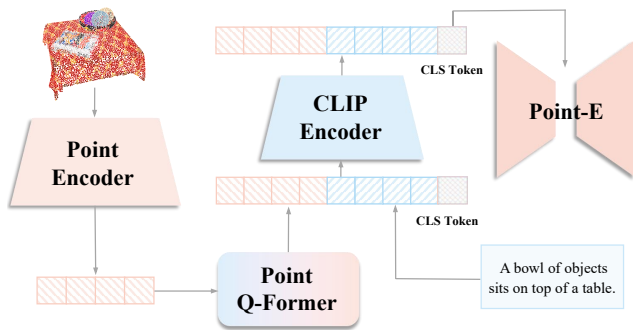 CLS Token
CLIP
Encoder
Point-E
Point
Encoder
CLS Token
Point
Q-Former
A bowl of objects
sits on top of a table.